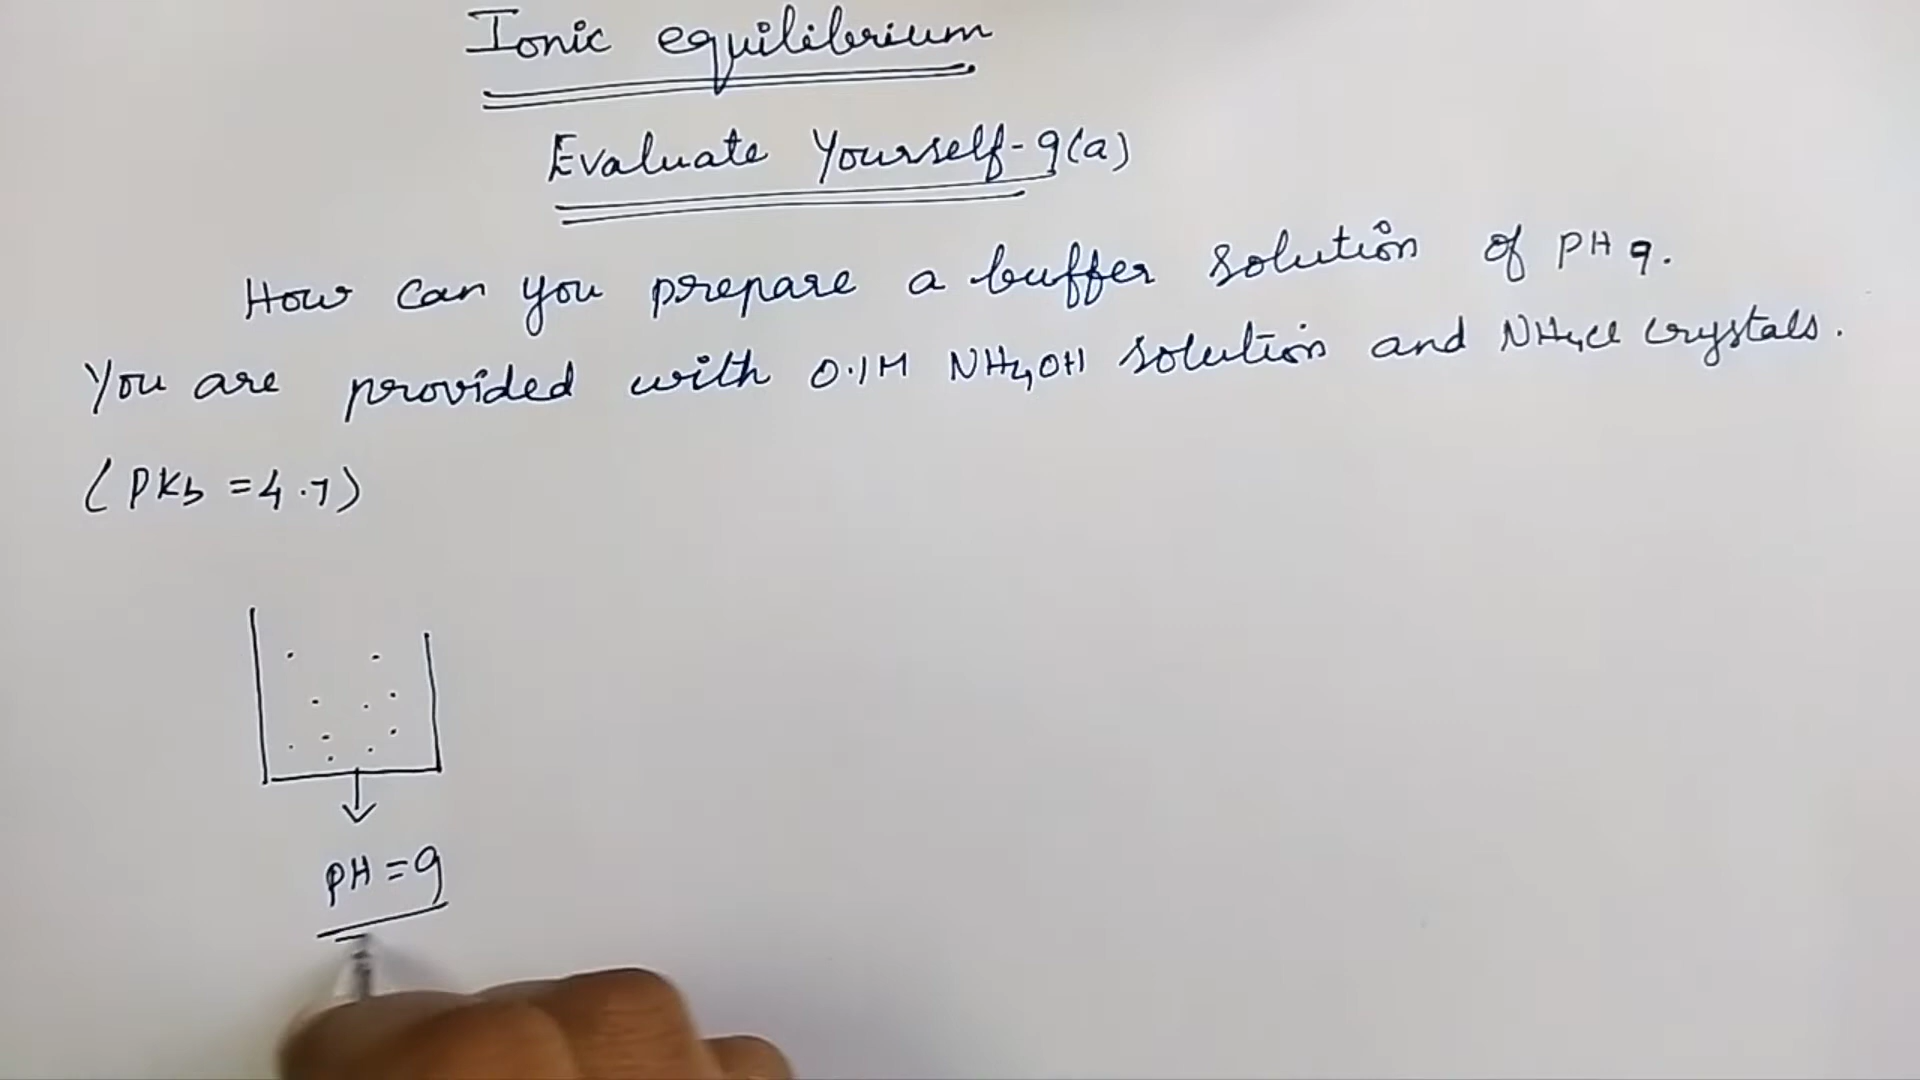 Ionic equilibrium
Evaluate Yourself-9(a)
How can you prepare a buffer solution of PH 9.
You are provided with 0.1M NH4OH solution and NH4Cl crystals.
(PKb = 4.7)
PH = 9